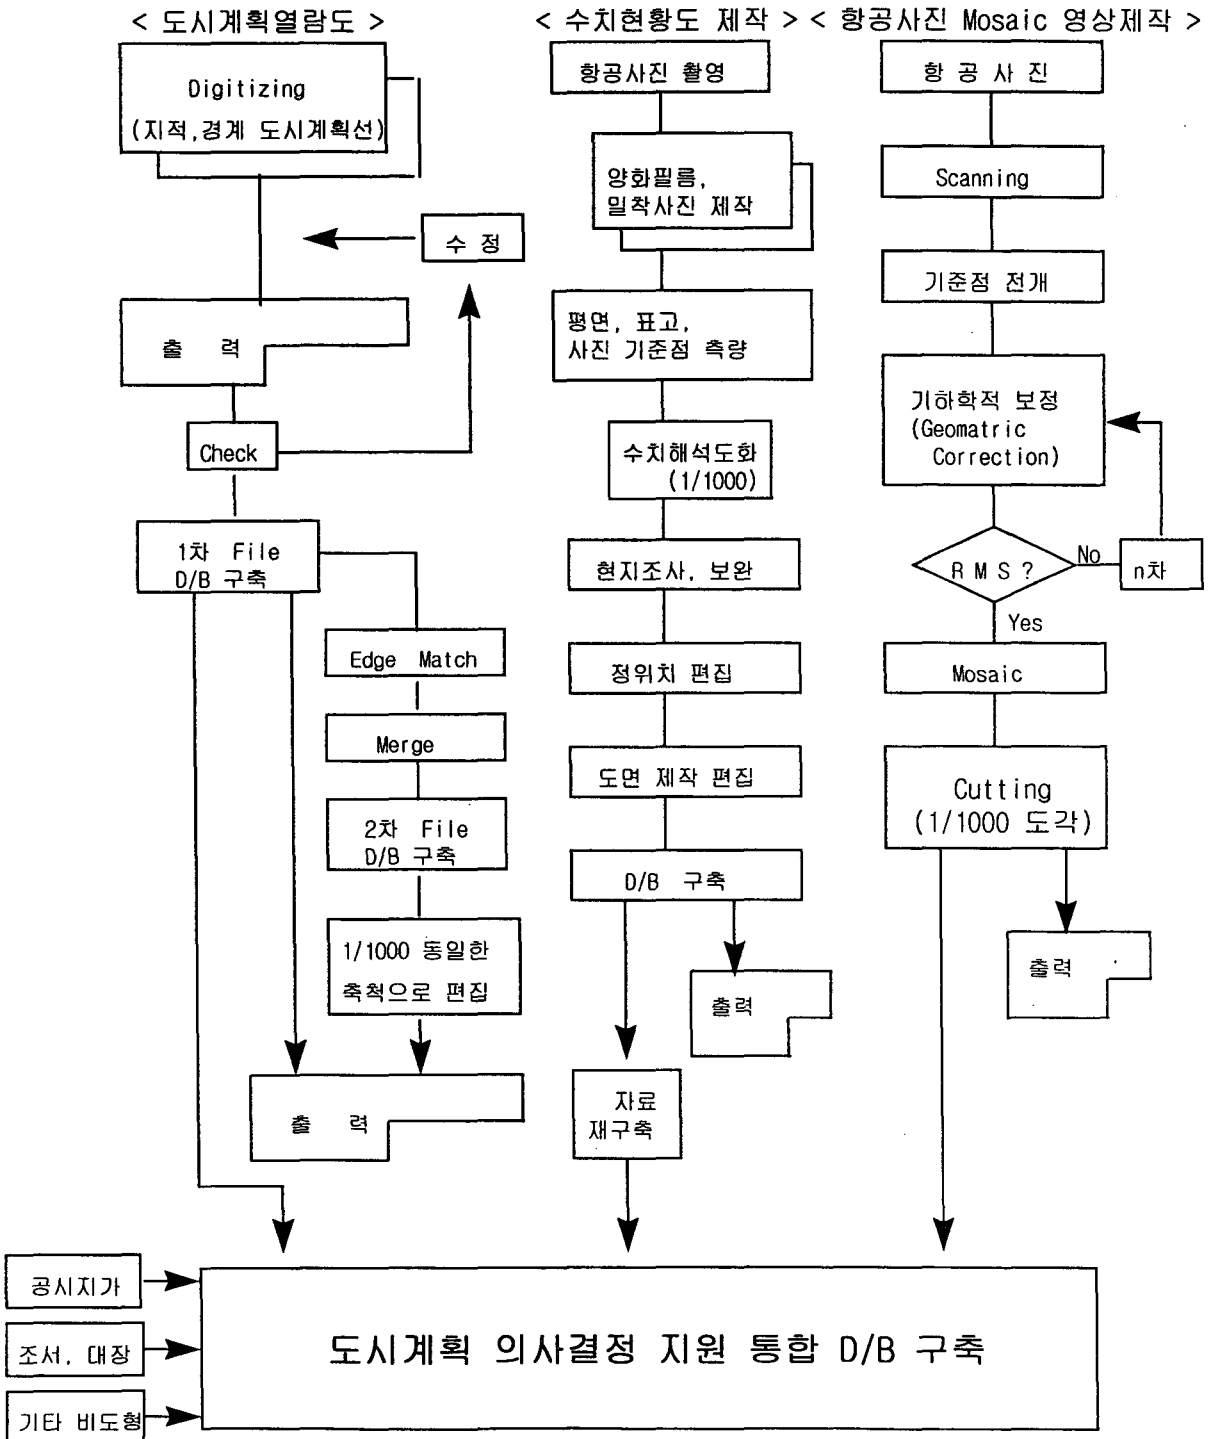 < 도시계획열람도 >
Digitizing
(지적,경계 도시계획선)
수 정
출 력
Check
1차 File
D/B 구축
Edge Match
Merge
2차 File
D/B 구축
1/1000 동일한
축척으로 편집
출 력
< 수치현황도 제작 >
항공사진 촬영
양화필름,
밀착사진 제작
평면, 표고,
사진 기준점 측량
수치해석도화
(1/1000)
현지조사, 보완
정위치 편집
도면 제작 편집
D/B 구축
출력
자료
재구축
< 항공사진 Mosaic 영상제작 >
항 공 사 진
Scanning
기준점 전개
기하학적 보정
(Geomatric
Correction)
R M S ?
No
n차
Yes
Mosaic
Cutting
(1/1000 도각)
출력
공시지가
조서, 대장
기타 비도형
도시계획 의사결정 지원 통합 D/B 구축